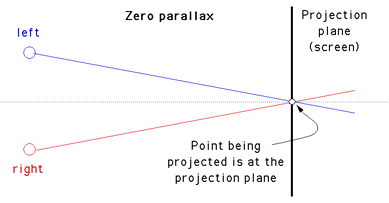 Zero parallax
Projection
plane
(screen)
left
Point being
projected is at the
projection plane
right